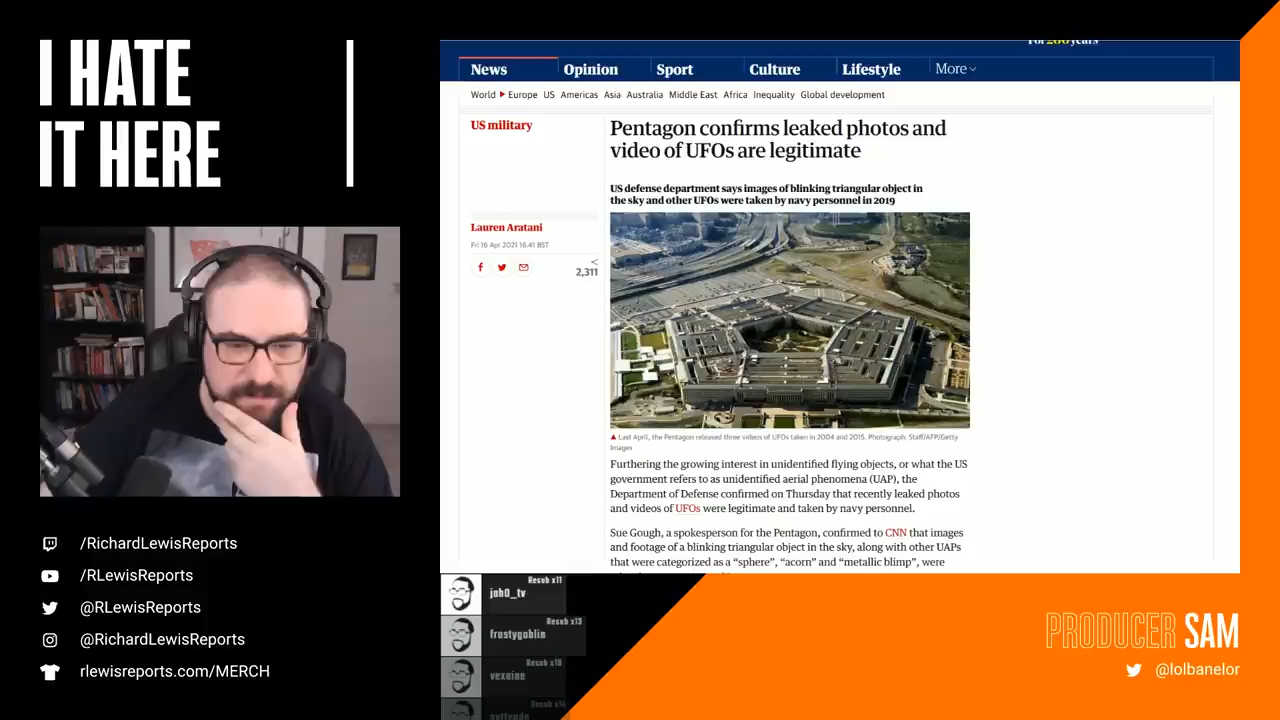 I HATE
IT HERE
/RichardLewisReports
/RLewisReports
@RLewisReports
@RichardLewisReports
rlewisreports.com/MERCH
For 200 years
News
Opinion
Sport
Culture
Lifestyle
More
World
Europe
US
Americas
Asia
Australia
Middle East
Africa
Inequality
Global development
US military
Lauren Aratani
Fri 16 Apr 2021 16.41 BST
2,311
Pentagon confirms leaked photos and
video of UFOs are legitimate
US defense department says images of blinking triangular object in
the sky and other UFOs were taken by navy personnel in 2019
Last April, the Pentagon released three videos of UFOs taken in 2004 and 2015. Photograph: Staff/AFP/Getty
Images
Furthering the growing interest in unidentified flying objects, or what the US
government refers to as unidentified aerial phenomena (UAP), the
Department of Defense confirmed on Thursday that recently leaked photos
and videos of UFOs were legitimate and taken by navy personnel.
Sue Gough, a spokesperson for the Pentagon, confirmed to CNN that images
and footage of a blinking triangular object in the sky, along with other UAPs
that were categorized as a “sphere”, “acorn” and “metallic blimp”, were
Resub x11
jah0_tv
Resub x13
frostygoblin
vexoine
PRODUCER SAM
@lolbanelor